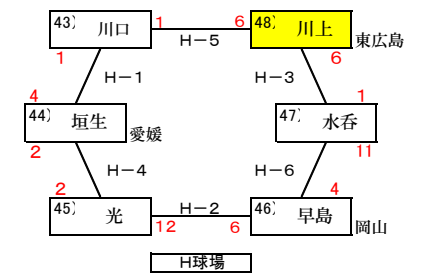 43) 川口
1
6
48) 川上
H-5
東広島
1
6
H-1
H-3
4
1
44) 垣生
47) 水呑
愛媛
2
11
H-4
H-6
2
4
45) 光
H-2
46) 早島
12
6
岡山
H球場